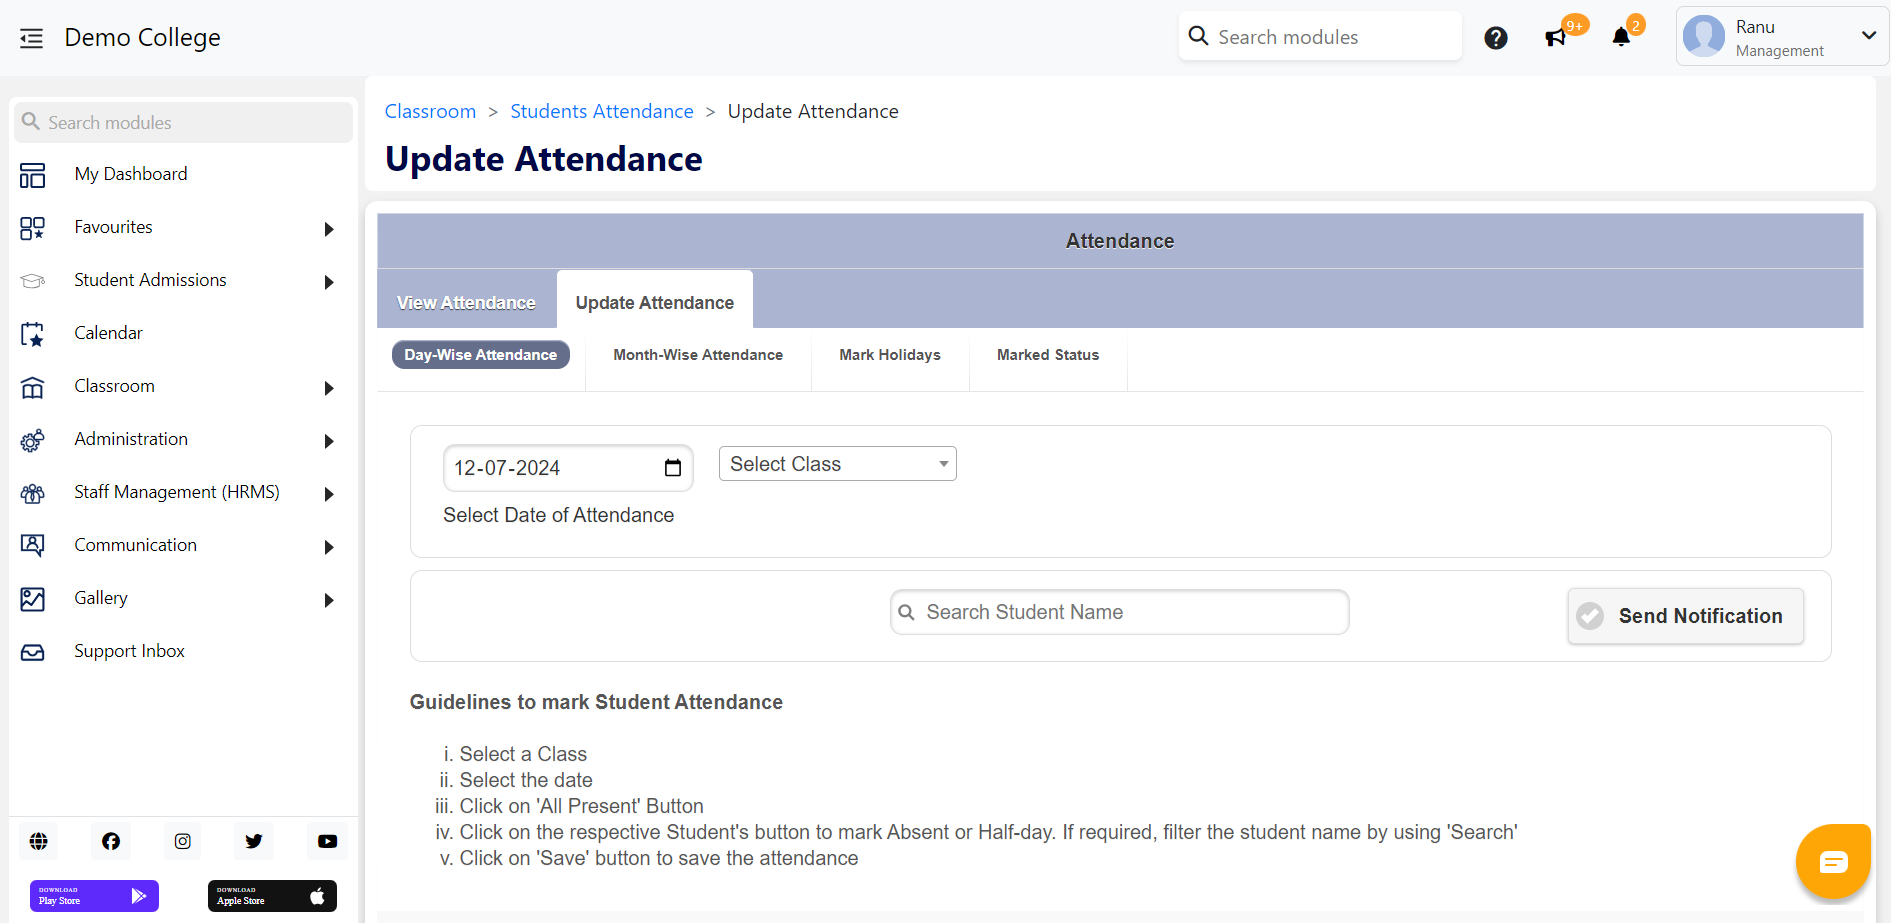 Demo College
Search modules
9+
2
Ranu
Management
Search modules
My Dashboard
Favourites
Student Admissions
Calendar
Classroom
Administration
Staff Management (HRMS)
Communication
Gallery
Support Inbox
DOWNLOAD
Play Store
DOWNLOAD
Apple Store
Classroom > Students Attendance > Update Attendance
Update Attendance
Attendance
View Attendance
Update Attendance
Day-Wise Attendance
Month-Wise Attendance
Mark Holidays
Marked Status
12-07-2024
Select Class
Select Date of Attendance
Search Student Name
Send Notification
Guidelines to mark Student Attendance
i. Select a Class
ii. Select the date
iii. Click on 'All Present' Button
iv. Click on the respective Student's button to mark Absent or Half-day. If required, filter the student name by using 'Search'
v. Click on 'Save' button to save the attendance